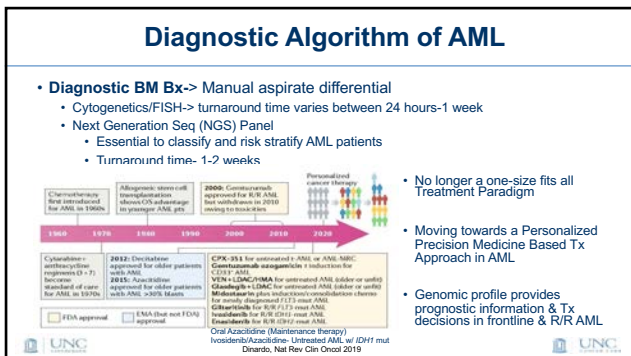 Diagnostic Algorithm of AML
• Diagnostic BM Bx-> Manual aspirate differential
• Cytogenetics/FISH-> turnaround time varies between 24 hours-1 week
• Next Generation Seq (NGS) Panel
• Essential to classify and risk stratify AML patients
• Turnaround time- 1-2 weeks
Chemotherapy
first introduced
for AML in 1960s
Allogeneic stem cell
transplantation
shows OS advantage
in younger AML pts
2000: Gemtuzumab
approved for R/R AML
but withdrawn in 2010
owing to toxicities
Personalized
cancer therapy
1960
1970
1980
1990
2000
2010
2020
Cytarabine+
anthracycline
regimens (3 + 7)
become
standard of care
for AML in 1970s
2012: Decitabine
approved for older patients
with AML
2015: Azacitidine
approved for older patients
with AML >30% blasts
CPX-351 for untreated t-AML or AML-MRC
Gemtuzumab ozogamicin + induction for
CD33+ AML
VEN+LDAC/HMA for untreated AML (older or unfit)
Glasdegib+LDAC for untreated AML (older or unfit)
Midostaurin plus induction/consolidation chemo
for newly diagnosed FLT3-mut AML
Gilteritinib for R/R FLT3-mut AML
Ivosidenib for R/R IDH1-mut AML
Enasidenib for R/R IDH2-mut AML
FDA approval
EMA (but not FDA)
approval
Oral Azacitidine (Maintenance therapy)
Ivosidenib/Azacitidine- Untreated AML w/ IDH1 mut
Dinardo, Nat Rev Clin Oncol 2019
• No longer a one-size fits all
Treatment Paradigm
• Moving towards a Personalized
Precision Medicine Based Tx
Approach in AML
• Genomic profile provides
prognostic information & Tx
decisions in frontline & R/R AML
UNC
UNC